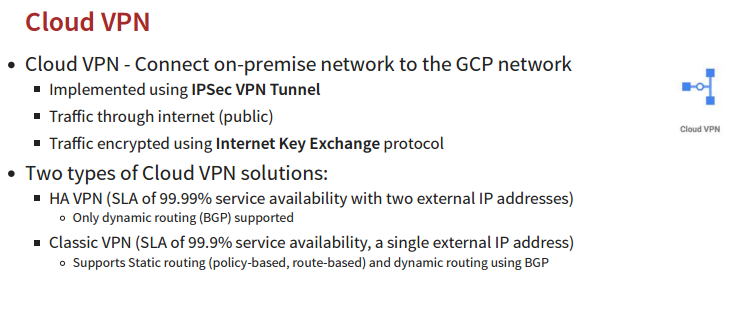 Cloud VPN
Cloud VPN - Connect on-premise network to the GCP network
Implemented using IPSec VPN Tunnel
Traffic through internet (public)
Traffic encrypted using Internet Key Exchange protocol
Cloud VPN
Two types of Cloud VPN solutions:
HA VPN (SLA of 99.99% service availability with two external IP addresses)
Only dynamic routing (BGP) supported
Classic VPN (SLA of 99.9% service availability, a single external IP address)
Supports Static routing (policy-based, route-based) and dynamic routing using BGP